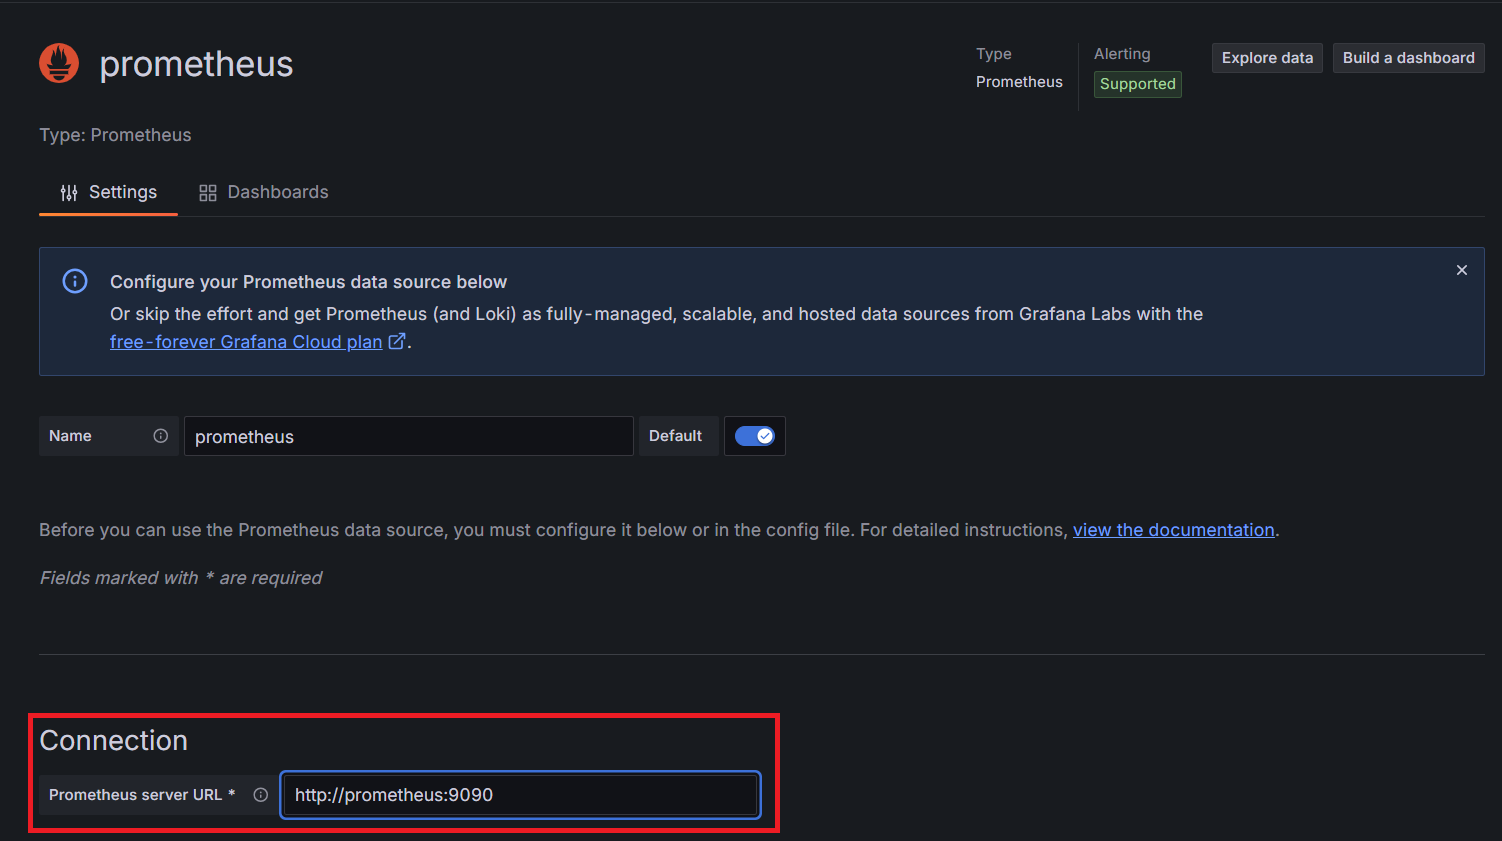 prometheus
Type
Prometheus
Alerting
Supported
Explore data
Build a dashboard
Type: Prometheus
Settings
Dashboards
Configure your Prometheus data source below
Or skip the effort and get Prometheus (and Loki) as fully-managed, scalable, and hosted data sources from Grafana Labs with the
free-forever Grafana Cloud plan.
Name
prometheus
Default
Before you can use the Prometheus data source, you must configure it below or in the config file. For detailed instructions, view the documentation.
Fields marked with * are required
Connection
Prometheus server URL *
http://prometheus:9090